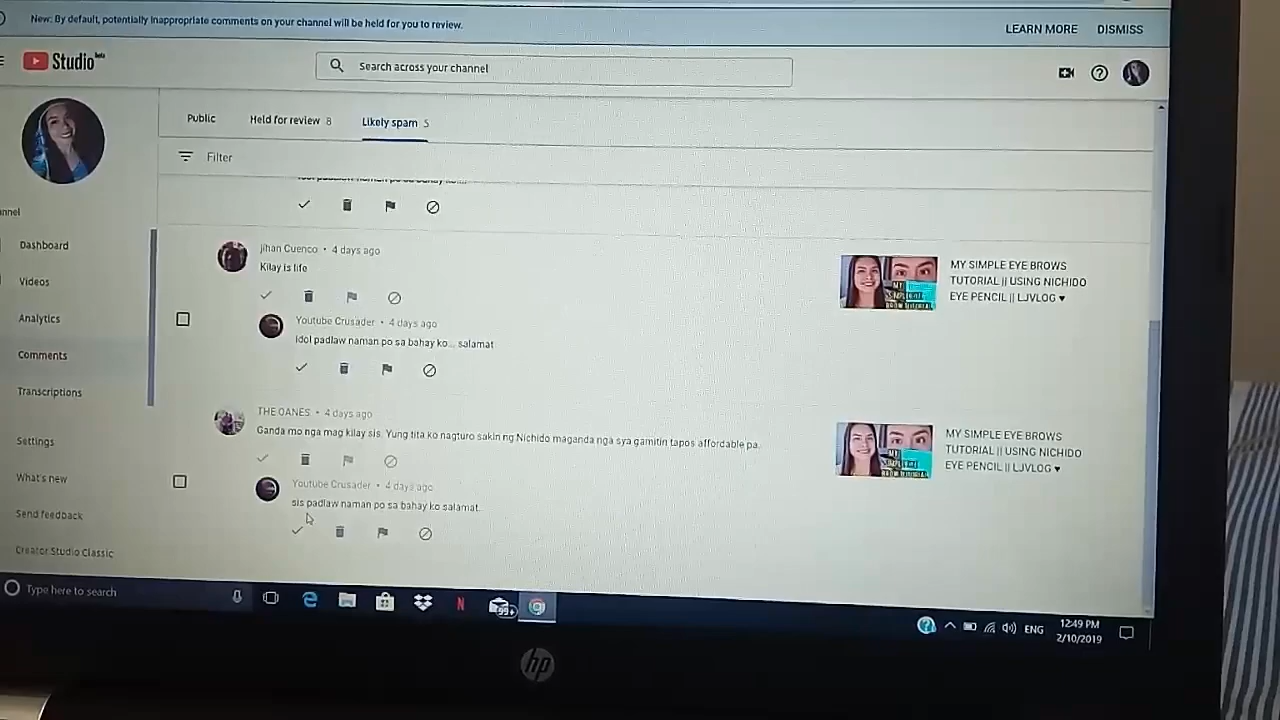 New: By default, potentially inappropriate comments on your channel will be held for you to review.
LEARN MORE
DISMISS
Studio beta
Search across your channel
Public
Held for review 8
Likely spam 5
Filter
Jihan Cuenco • 4 days ago
Kilay is life
MY SIMPLE EYE BROWS
TUTORIAL || USING NICHIDO
EYE PENCIL || LJVLOG ♥
Youtube Crusader • 4 days ago
Idol padlaw naman po sa bahay ko... salamat
THE OANES • 4 days ago
Ganda mo nga mag kilay sis. Yung tita ko nagturo sakin ng Nichido maganda nga sya gamitin tapos affordable pa.
MY SIMPLE EYE BROWS
TUTORIAL || USING NICHIDO
EYE PENCIL || LJVLOG ♥
Youtube Crusader • 4 days ago
sis padlaw naman po sa bahay ko salamat.
nnel
Dashboard
Videos
Analytics
Comments
Transcriptions
Settings
What's new
Send feedback
Creator Studio Classic
Type here to search
99+
ENG
12:49 PM
2/10/2019
hp